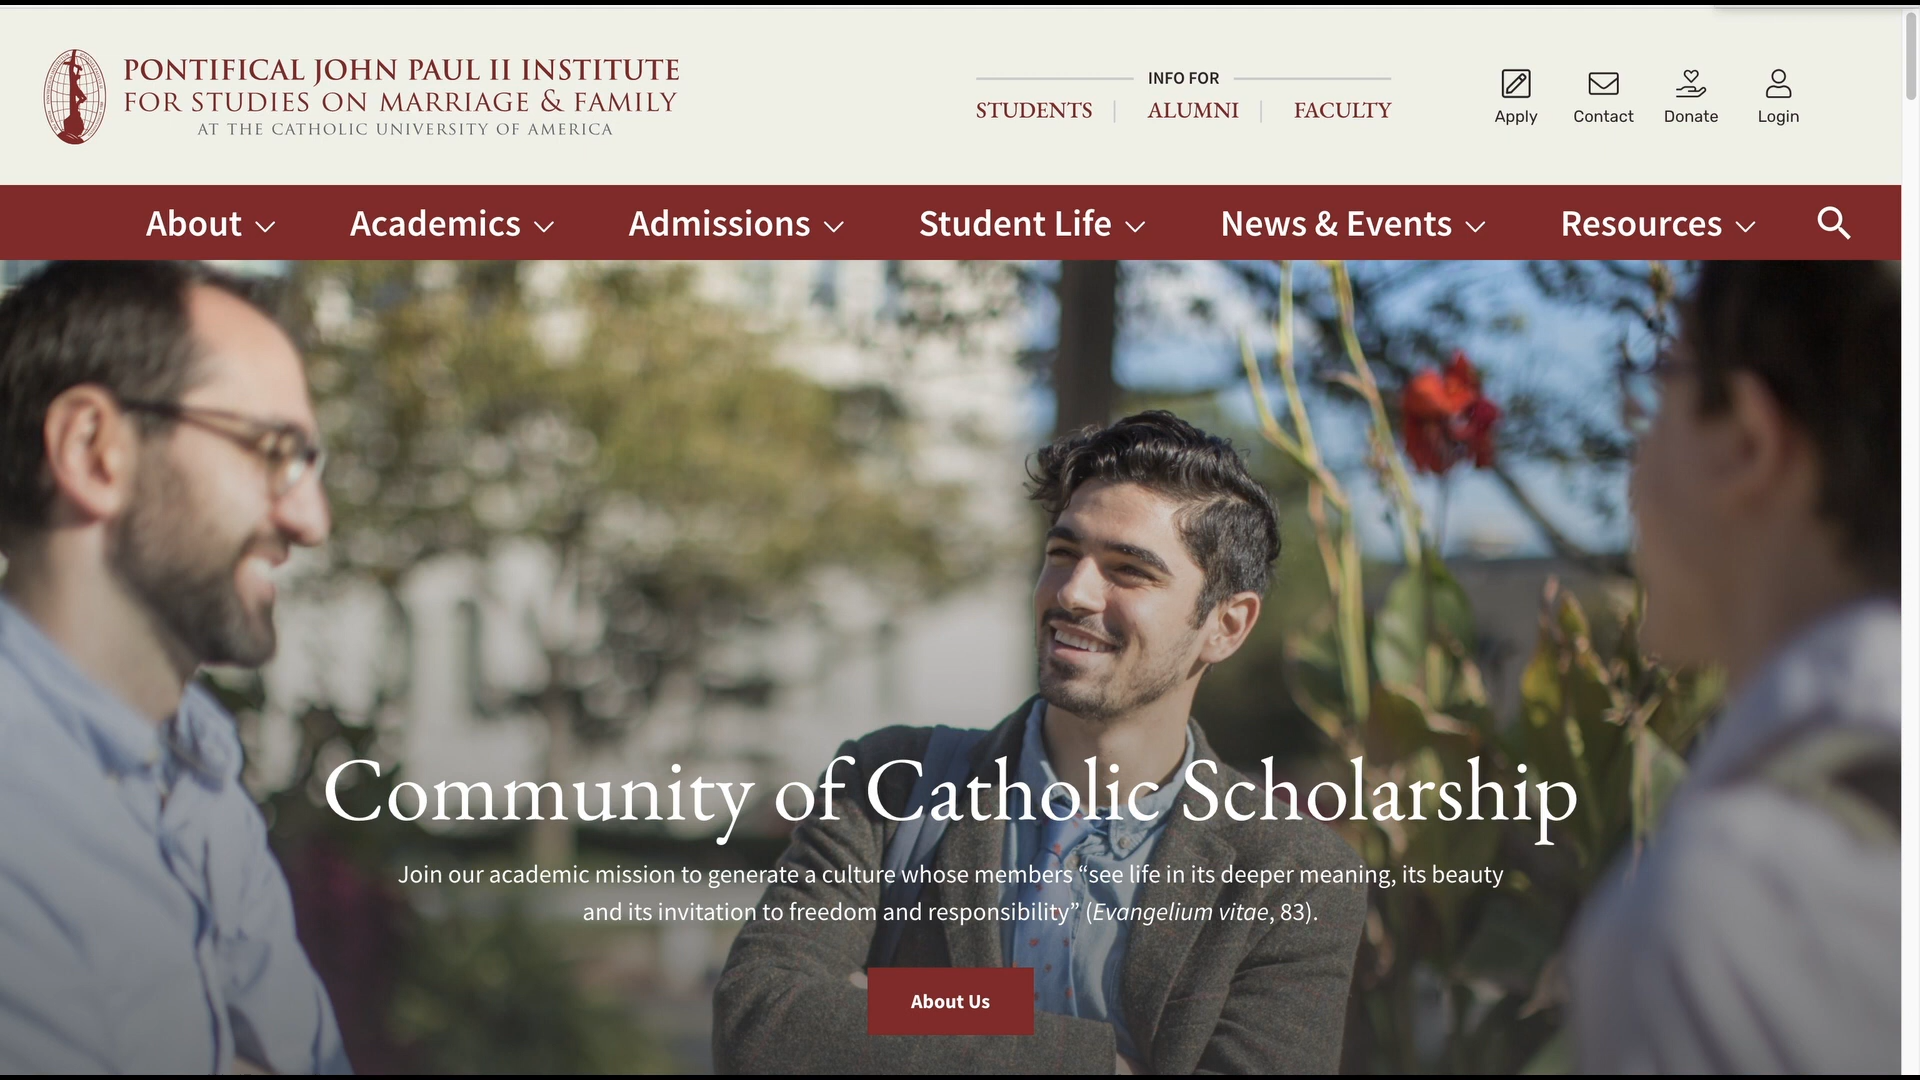 PONTIFICAL JOHN PAUL II INSTITUTE
FOR STUDIES ON MARRIAGE & FAMILY
AT THE CATHOLIC UNIVERSITY OF AMERICA
INFO FOR
STUDENTS
ALUMNI
FACULTY
Apply
Contact
Donate
Login
About
Academics
Admissions
Student Life
News & Events
Resources
Community of Catholic Scholarship
Join our academic mission to generate a culture whose members “see life in its deeper meaning, its beauty
and its invitation to freedom and responsibility” (Evangelium vitae, 83).
About Us